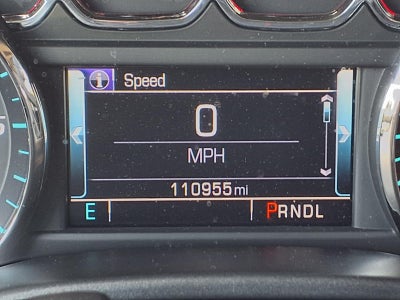 i Speed
0
MPH
110955mi
E PRNDL